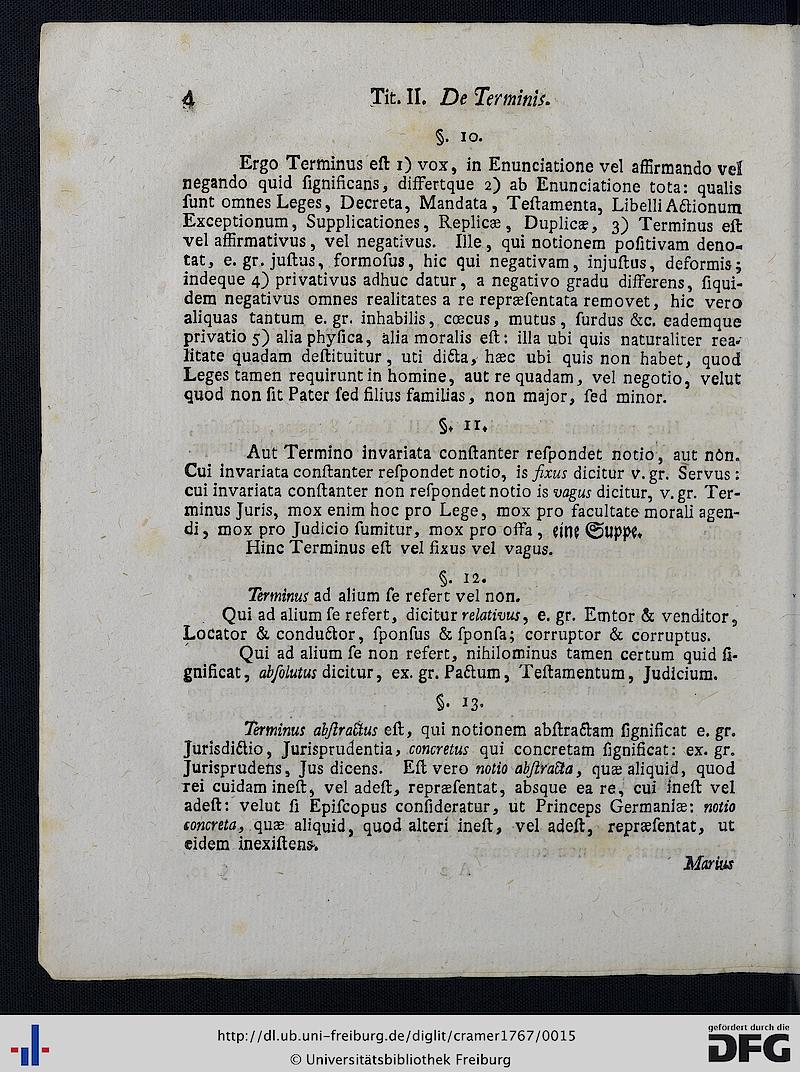 4 Tit. II. De Terminis.
§. 10.
Ergo Terminus eſt 1) vox, in Enunciatione vel affirmando vel
negando quid ſignificans, differtque 2) ab Enunciatione tota: qualis
ſunt omnes Leges, Decreta, Mandata, Teſtamenta, Libelli Actionum
Exceptionum, Supplicationes, Replicæ, Duplicæ, 3) Terminus eſt
vel affirmativus, vel negativus. Ille, qui notionem poſitivam deno-
tat, e. gr. juſtus, formoſus, hic qui negativam, injuſtus, deformis;
indeque 4) privativus adhuc datur, a negativo gradu differens, ſiqui-
dem negativus omnes realitates a re repræſentata removet, hic vero
aliquas tantum e. gr. inhabilis, cœcus, mutus, ſurdus &c. eademque
privatio 5) alia phyſica, alia moralis eſt: illa ubi quis naturaliter rea-
litate quadam deſtituitur, uti dicta, hæc ubi quis non habet, quod
Leges tamen requirunt in homine, aut re quadam, vel negotio, velut
quod non ſit Pater ſed filius familias, non major, ſed minor.
§. 11.
Aut Termino invariata conſtanter reſpondet notio, aut nòn.
Cui invariata conſtanter reſpondet notio, is fixus dicitur v. gr. Servus:
cui invariata conſtanter non reſpondet notio is vagus dicitur, v. gr. Ter-
minus Juris, mox enim hoc pro Lege, mox pro facultate morali agen-
di, mox pro Judicio ſumitur, mox pro offa, eine Suppe.
Hinc Terminus eſt vel fixus vel vagus.
§. 12.
Terminus ad alium ſe refert vel non.
Qui ad alium ſe refert, dicitur relativus, e. gr. Emtor & venditor,
Locator & conductor, ſponſus & ſponſa; corruptor & corruptus.
Qui ad alium ſe non refert, nihilominus tamen certum quid ſi-
gnificat, abſolutus dicitur, ex. gr. Pactum, Teſtamentum, Judicium.
§. 13.
Terminus abſtractus eſt, qui notionem abſtractam ſignificat e. gr.
Jurisdictio, Jurisprudentia, concretus qui concretam ſignificat: ex. gr.
Jurisprudens, Jus dicens. Eſt vero notio abſtracta, quæ aliquid, quod
rei cuidam ineſt, vel adeſt, repræſentat, absque ea re, cui ineſt vel
adeſt: velut ſi Epiſcopus conſideratur, ut Princeps Germaniæ: notio
concreta, quæ aliquid, quod alteri ineſt, vel adeſt, repræſentat, ut
eidem inexiſtens.
Marius
http://dl.ub.uni-freiburg.de/diglit/cramer1767/0015
© Universitätsbibliothek Freiburg
gefördert durch die
DFG